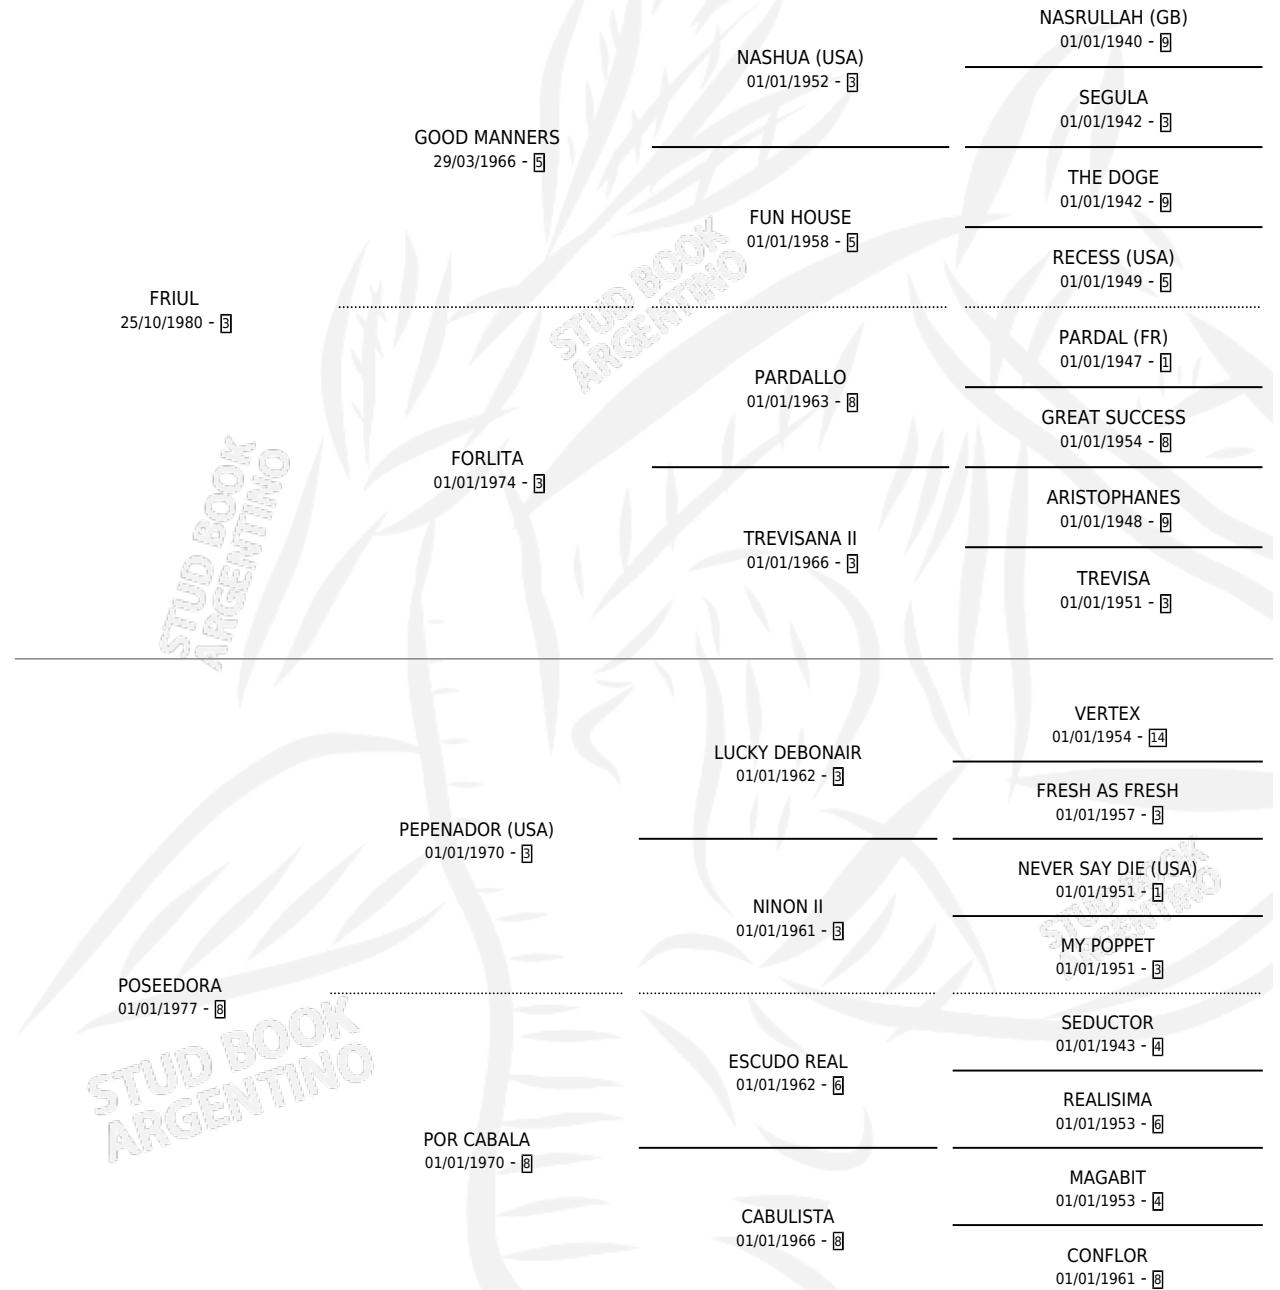 NASRULLAH (GB)
01/01/1940 - 9
NASHUA (USA)
01/01/1952 - 3
SEGULA
01/01/1942 - 3
GOOD MANNERS
29/03/1966 - 5
THE DOGE
01/01/1942 - 9
FUN HOUSE
01/01/1958 - 5
RECESS (USA)
01/01/1949 - 5
FRIUL
25/10/1980 - 3
PARDAL (FR)
01/01/1947 - 1
PARDALLO
01/01/1963 - 8
GREAT SUCCESS
01/01/1954 - 8
FORLITA
01/01/1974 - 3
ARISTOPHANES
01/01/1948 - 9
TREVISANA II
01/01/1966 - 3
TREVISA
01/01/1951 - 3
VERTEX
01/01/1954 - 14
LUCKY DEBONAIR
01/01/1962 - 3
FRESH AS FRESH
01/01/1957 - 3
PEPENADOR (USA)
01/01/1970 - 3
NEVER SAY DIE (USA)
01/01/1951 - 1
NINON II
01/01/1961 - 3
MY POPPET
01/01/1951 - 3
POSEEDORA
01/01/1977 - 8
SEDUCTOR
01/01/1943 - 4
ESCUDO REAL
01/01/1962 - 6
REALISIMA
01/01/1953 - 6
POR CABALA
01/01/1970 - 8
MAGABIT
01/01/1953 - 4
CABULISTA
01/01/1966 - 8
CONFLOR
01/01/1961 - 8
STUD BOOK
ARGENTINO
STUD BOOK
ARGENTINO
STUD BOOK
ARGENTINO
STUD BOOK
ARGENTINO